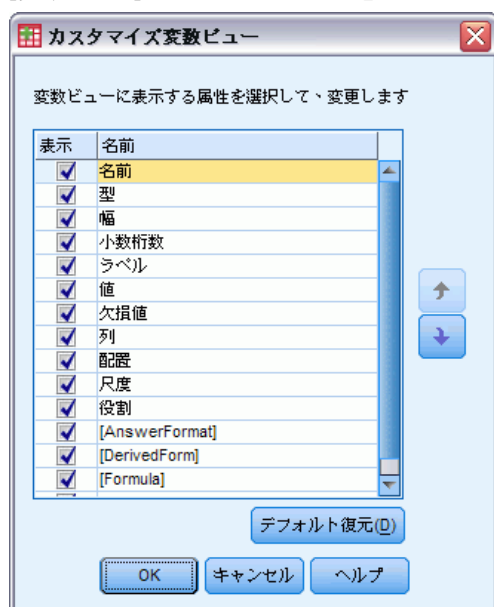 カスタマイズ変数ビュー
変数ビューに表示する属性を選択して、変更します
表示 名前
名前
型
幅
小数桁数
ラベル
値
欠損値
列
配置
尺度
役割
[AnswerFormat]
[DerivedForm]
[Formula]
デフォルト復元(D)
OK キャンセル ヘルプ